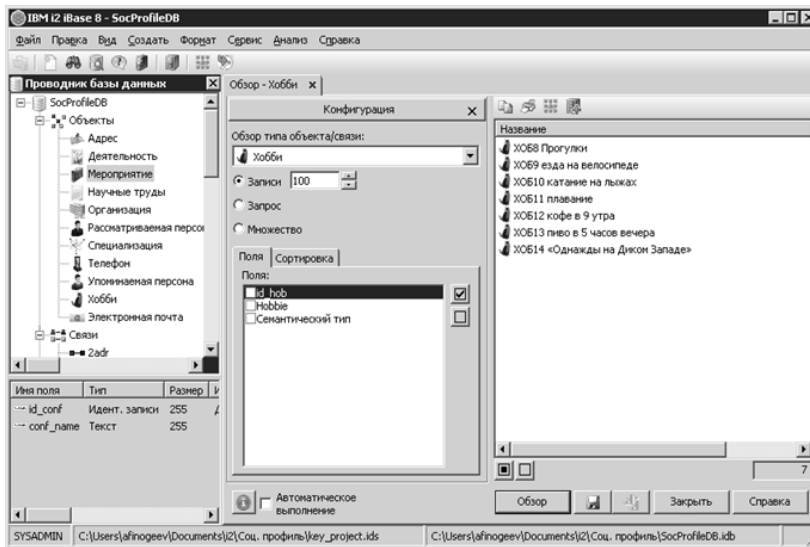 IBM i2 iBase 8 - SocProfileDB
Файл Правка Вид Создать Формат Сервис Анализ Справка
Проводник базы данных
SocProfileDB
Объекты
Адрес
Деятельность
Мероприятие
Научные труды
Организация
Рассматриваемая персо
Специализация
Телефон
Упоминаемая персона
Хобби
Электронная почта
Связи
2adr
Имя поля Тип Размер
id_conf Идент. записи 255
conf_name Текст 255
Обзор - Хобби x
Конфигурация
Обзор типа объекта/связи:
Хобби
Записи 100
Запрос
Множество
Поля Сортировка
Поля:
id_hob
Hobbie
Семантический тип
Автоматическое
выполнение
Название
ХОБ8 Прогулки
ХОБ9 езда на велосипеде
ХОБ10 катание на лыжах
ХОБ11 плавание
ХОБ12 кофе в 9 утра
ХОБ13 пиво в 5 часов вечера
ХОБ14 «Однажды на Диком Западе»
7
Обзор Закрыть Справка
SYSADMIN C:\Users\afinogeev\Documents\i2\Соц. профиль\key_project.ids C:\Users\afinogeev\Documents\i2\Соц. профиль\SocProfileDB.idb